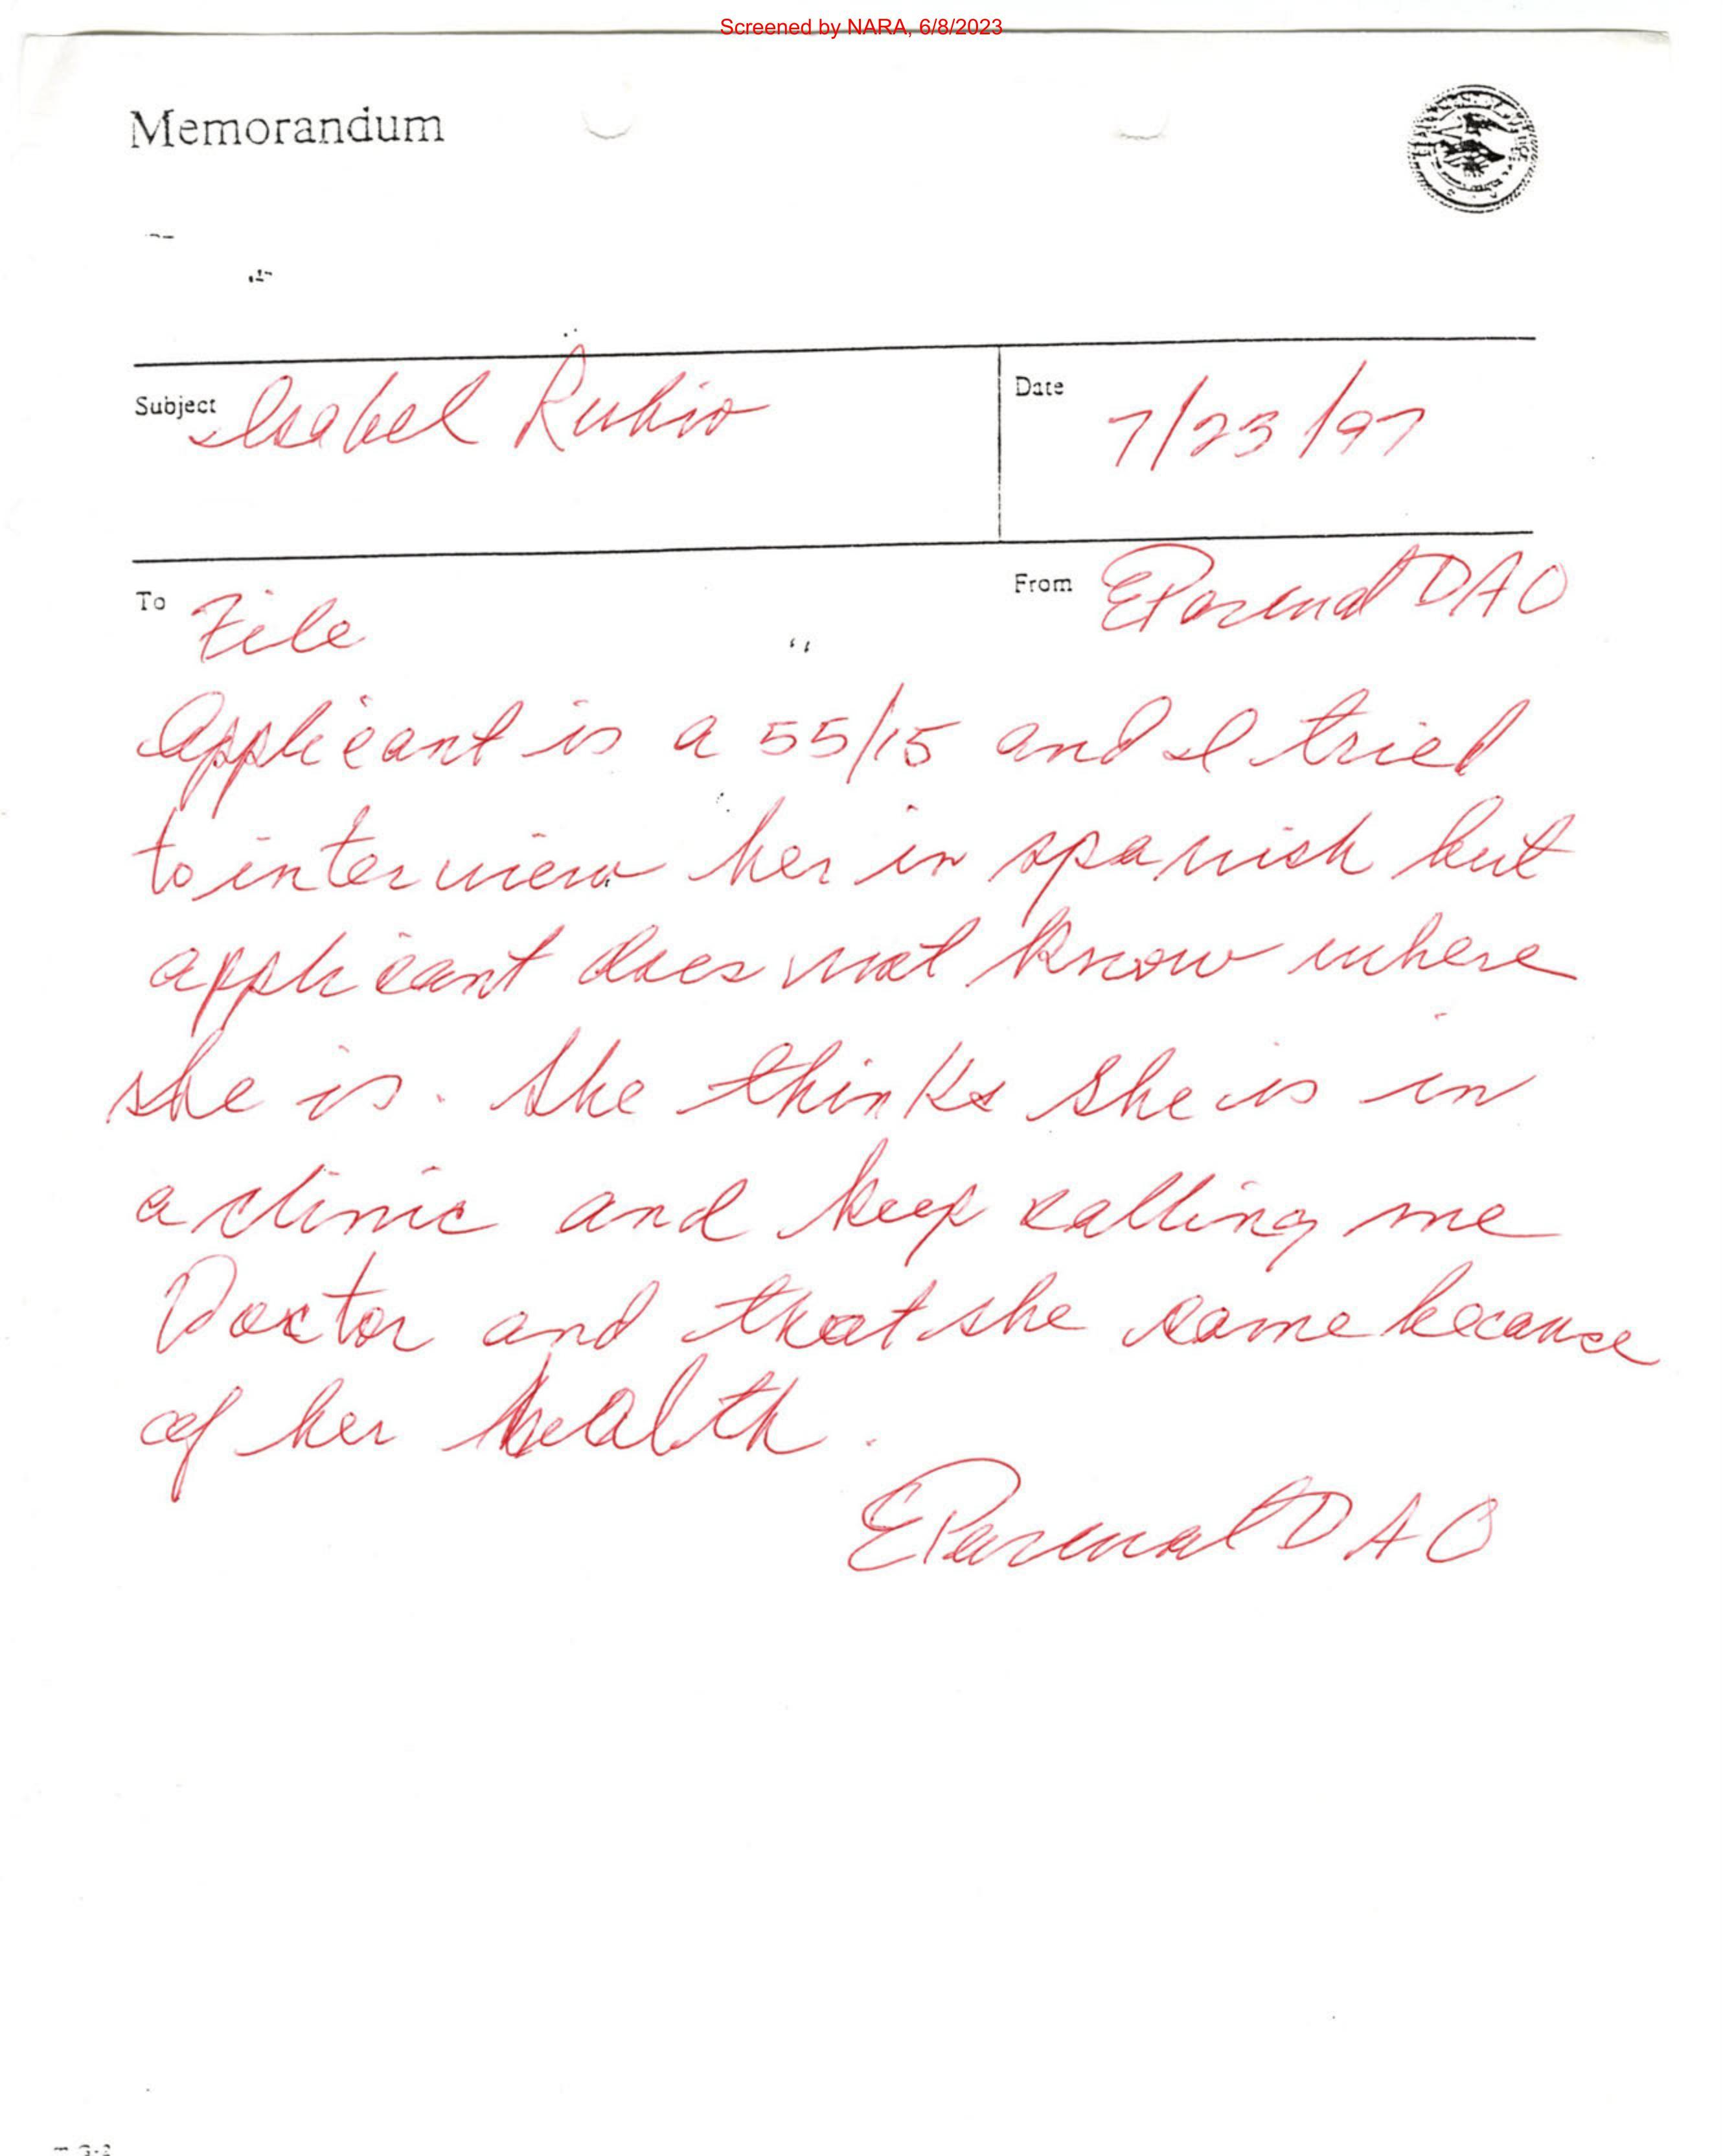 Screened by NARA, 6/8/2023
Memorandum
Subject Isabel Rubio
Date 7/23/97
To File
From DAO
Applicant is a 55/15 and I tried
to interview her in spanish but
applicant does not know where
she is. She thinks she is in
a clinic and keep calling me
Doctor and that she came because
of her health.
DAO